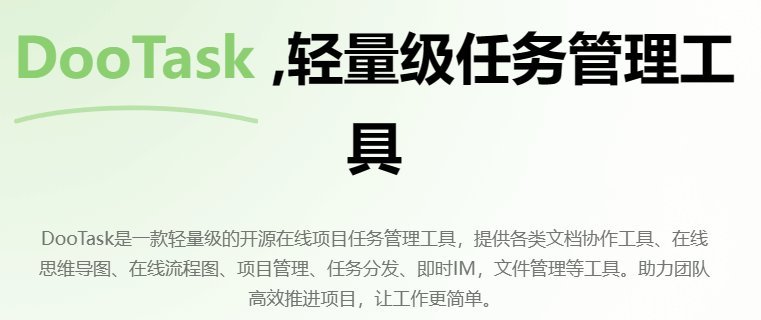 DooTask ,轻量级任务管理工
具
DooTask是一款轻量级的开源在线项目任务管理工具，提供各类文档协作工具、在线
思维导图、在线流程图、项目管理、任务分发、即时IM，文件管理等工具。助力团队
高效推进项目，让工作更简单。